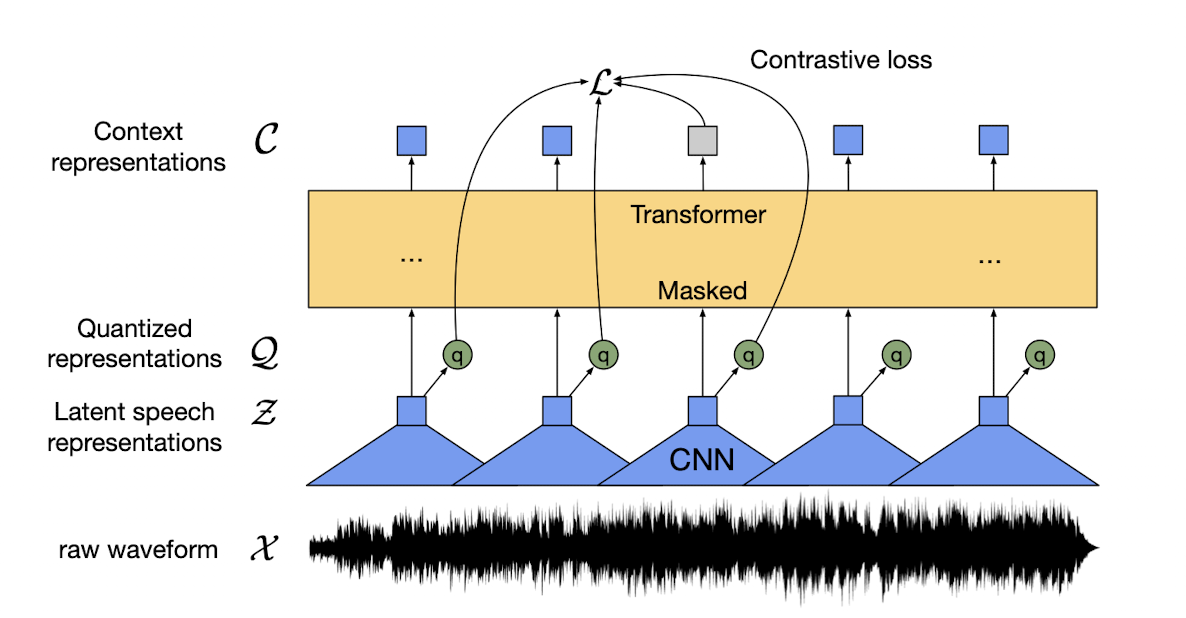 Contrastive loss
ℒ
Context
representations 𝒞
Transformer
... ...
Masked
Quantized
representations 𝒬
q q q q q
Latent speech
representations 𝒵
CNN
raw waveform 𝒳